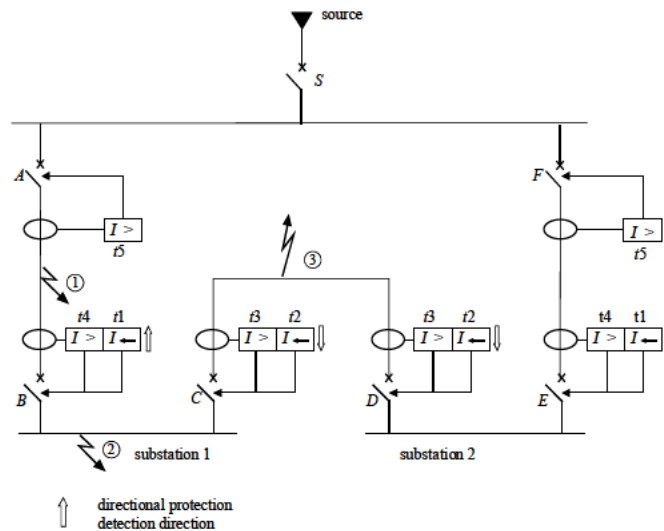 source
S
A
F
I >
t5
I >
t5
①
③
t4 t1
t3 t2
t3 t2
t4 t1
I > I
I > I
I > I
I > I
B
C
D
E
②
substation 1
substation 2
directional protection
detection direction